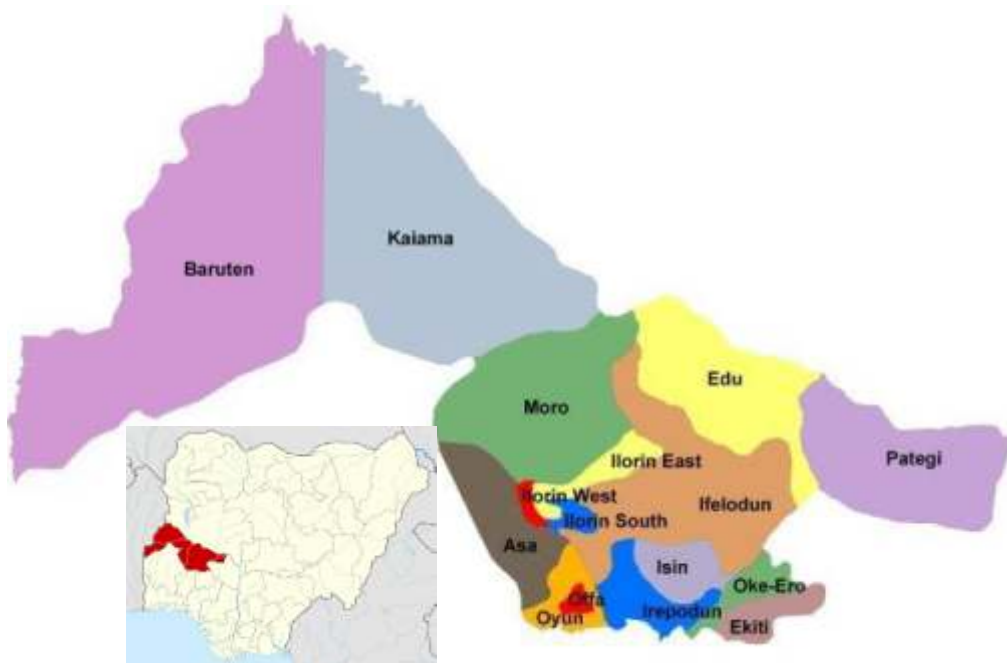 Kaiama
Baruten
Edu
Moro
Pategi
Ilorin East
Ilorin West
Ifelodun
Ilorin South
Asa
Isin
Oke-Ero
Offa
Irepodun
Oyun
Ekiti